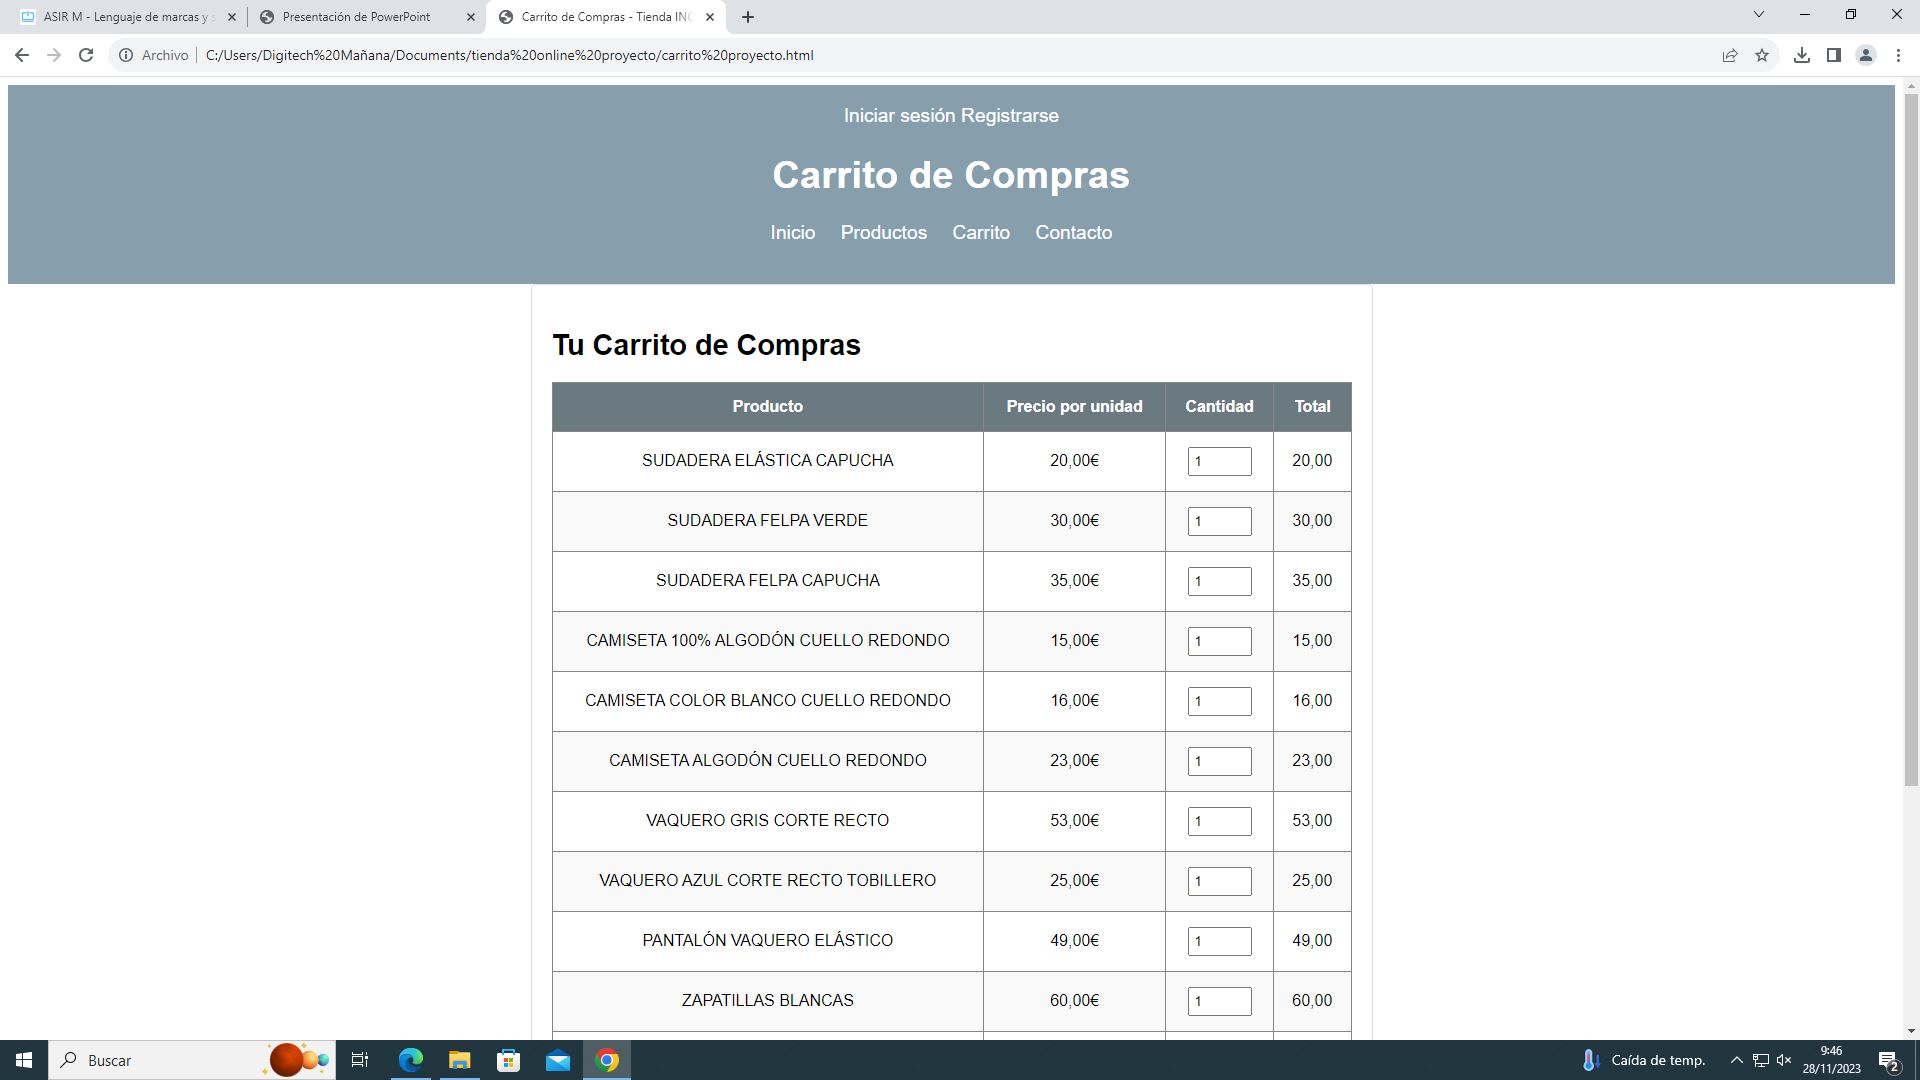 ASIR M - Lenguaje de marcas y s
Presentación de PowerPoint
Carrito de Compras - Tienda INC
Archivo
C:/Users/Digitech%20Mañana/Documents/tienda%20online%20proyecto/carrito%20proyecto.html
Iniciar sesión Registrarse
Carrito de Compras
Inicio Productos Carrito Contacto
Tu Carrito de Compras
Producto Precio por unidad Cantidad Total
SUDADERA ELÁSTICA CAPUCHA 20,00€ 1 20,00
SUDADERA FELPA VERDE 30,00€ 1 30,00
SUDADERA FELPA CAPUCHA 35,00€ 1 35,00
CAMISETA 100% ALGODÓN CUELLO REDONDO 15,00€ 1 15,00
CAMISETA COLOR BLANCO CUELLO REDONDO 16,00€ 1 16,00
CAMISETA ALGODÓN CUELLO REDONDO 23,00€ 1 23,00
VAQUERO GRIS CORTE RECTO 53,00€ 1 53,00
VAQUERO AZUL CORTE RECTO TOBILLERO 25,00€ 1 25,00
PANTALÓN VAQUERO ELÁSTICO 49,00€ 1 49,00
ZAPATILLAS BLANCAS 60,00€ 1 60,00
Buscar
Caída de temp.
9:46
28/11/2023
2